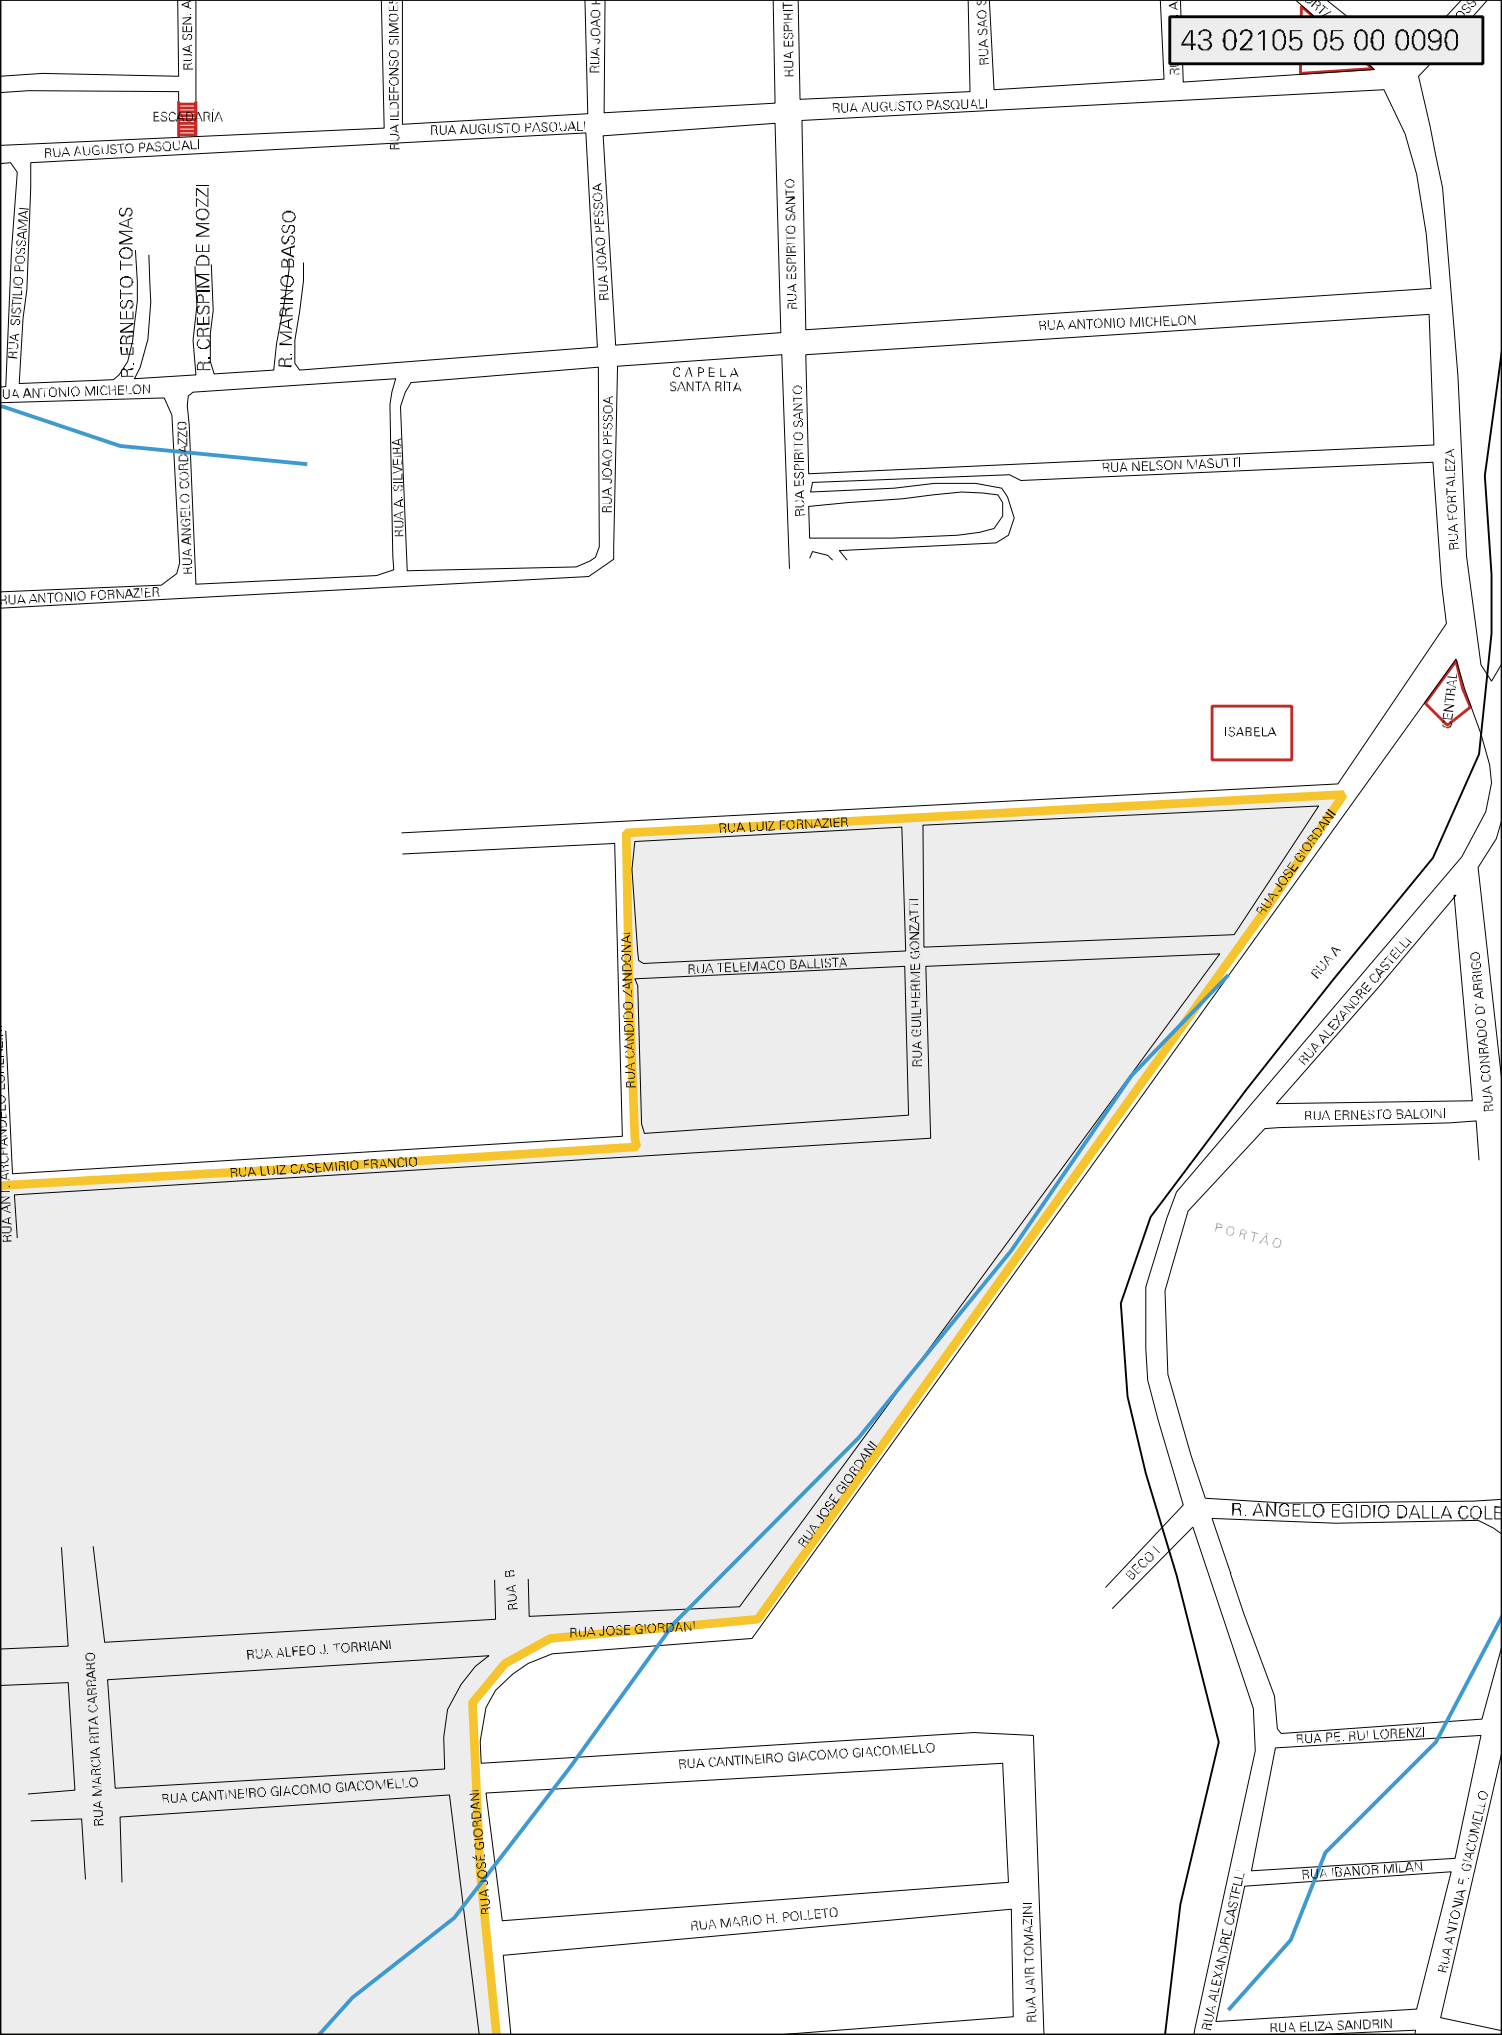 43 02105 05 00 0090
RUA SEN. A
RUA ILDEFONSO SIMOES
RUA JOAO
RUA ESPIRIT
RUA SAO S
ESCADARÍA
RUA AUGUSTO PASQUALI
RUA AUGUSTO PASQUALI
RUA AUGUSTO PASQUALI
RUA SISTILIO POSSAMAI
R. ERNESTO TOMAS
R. CRESPIM DE MOZZI
R. MARINO BASSO
RUA JOAO PESSOA
RUA ESPIRITO SANTO
RUA ANTONIO MICHELON
UA ANTONIO MICHELON
CAPELA
SANTA RITA
RUA ANGELO CORDAZZO
RUA A. SILVEIRA
RUA JOAO PESSOA
RUA ESPIRITO SANTO
RUA NELSON MASUTTI
RUA FORTALEZA
RUA ANTONIO FORNAZIER
CENTRAL
ISABELA
RUA LUIZ FORNAZIER
RUA JOSE GIORDANI
RUA CANDIDO ZANDONAI
RUA TELEMACO BALLISTA
RUA GUILHERME GONZATTI
RUA A
RUA ALEXANDRE CASTELLI
RUA CONRADO D' ARRIGO
RUA ERNESTO BALOINI
RUA LUIZ CASEMIRIO FRANCIO
PORTÃO
RUA JOSE GIORDANI
R. ANGELO EGIDIO DALLA COLE
BECO I
RUA B
RUA JOSE GIORDANI
RUA ALFEO J. TORRIANI
RUA MARCIA RITA CARRARO
RUA CANTINEIRO GIACOMO GIACOMELLO
RUA CANTINEIRO GIACOMO GIACOMELLO
RUA PE. RUI LORENZI
RUA JOSÉ GIORDANI
RUA IBANOR MILAN
RUA ANTONIA F. GIACOMELLO
RUA MARIO H. POLLETO
RUA JAIR TOMAZINI
RUA ALEXANDRE CASTELLI
RUA ELIZA SANDRIN